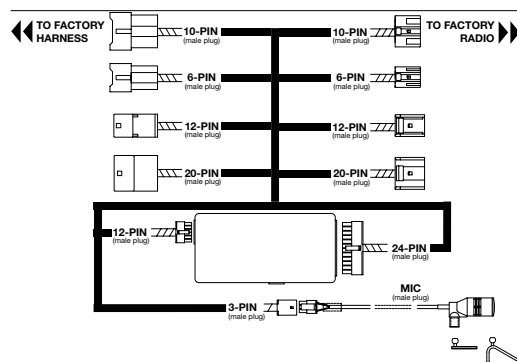 TO FACTORY
HARNESS
TO FACTORY
RADIO
10-PIN
(male plug)
10-PIN
(male plug)
6-PIN
(male plug)
6-PIN
(male plug)
12-PIN
(male plug)
12-PIN
(male plug)
20-PIN
(male plug)
20-PIN
(male plug)
12-PIN
(male plug)
24-PIN
(male plug)
MIC
(male plug)
3-PIN
(male plug)